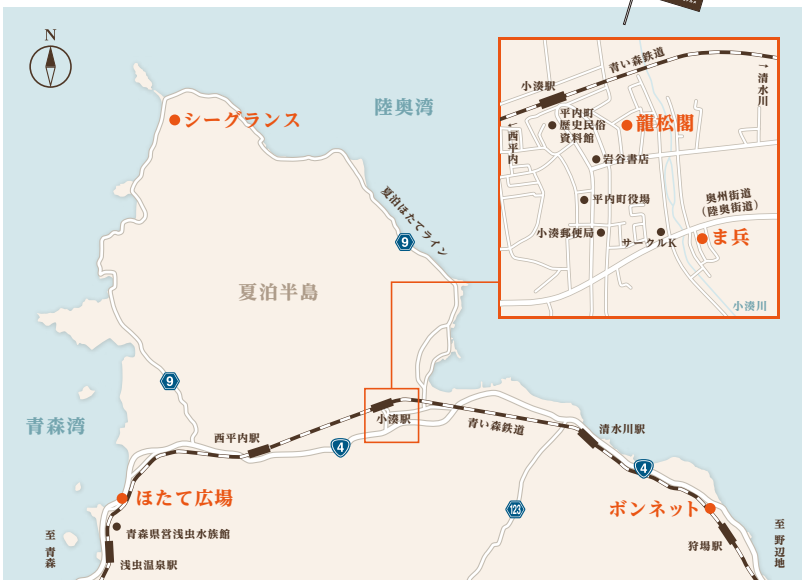 N
陸奥湾
シーグランス
夏泊ほたてライン
9
夏泊半島
9
青森湾
西平内駅
4
小湊駅
青い森鉄道
清水川駅
4
123
ほたて広場
青森県営浅虫水族館
浅虫温泉駅
至 青森
ボンネット
狩場駅
至 野辺地
青い森鉄道
→清水川
小湊駅
←西平内
平内町
歴史民俗
資料館
龍松閣
岩谷書店
平内町役場
奥州街道
(陸奥街道)
小湊郵便局
サークルK
ま兵
小湊川